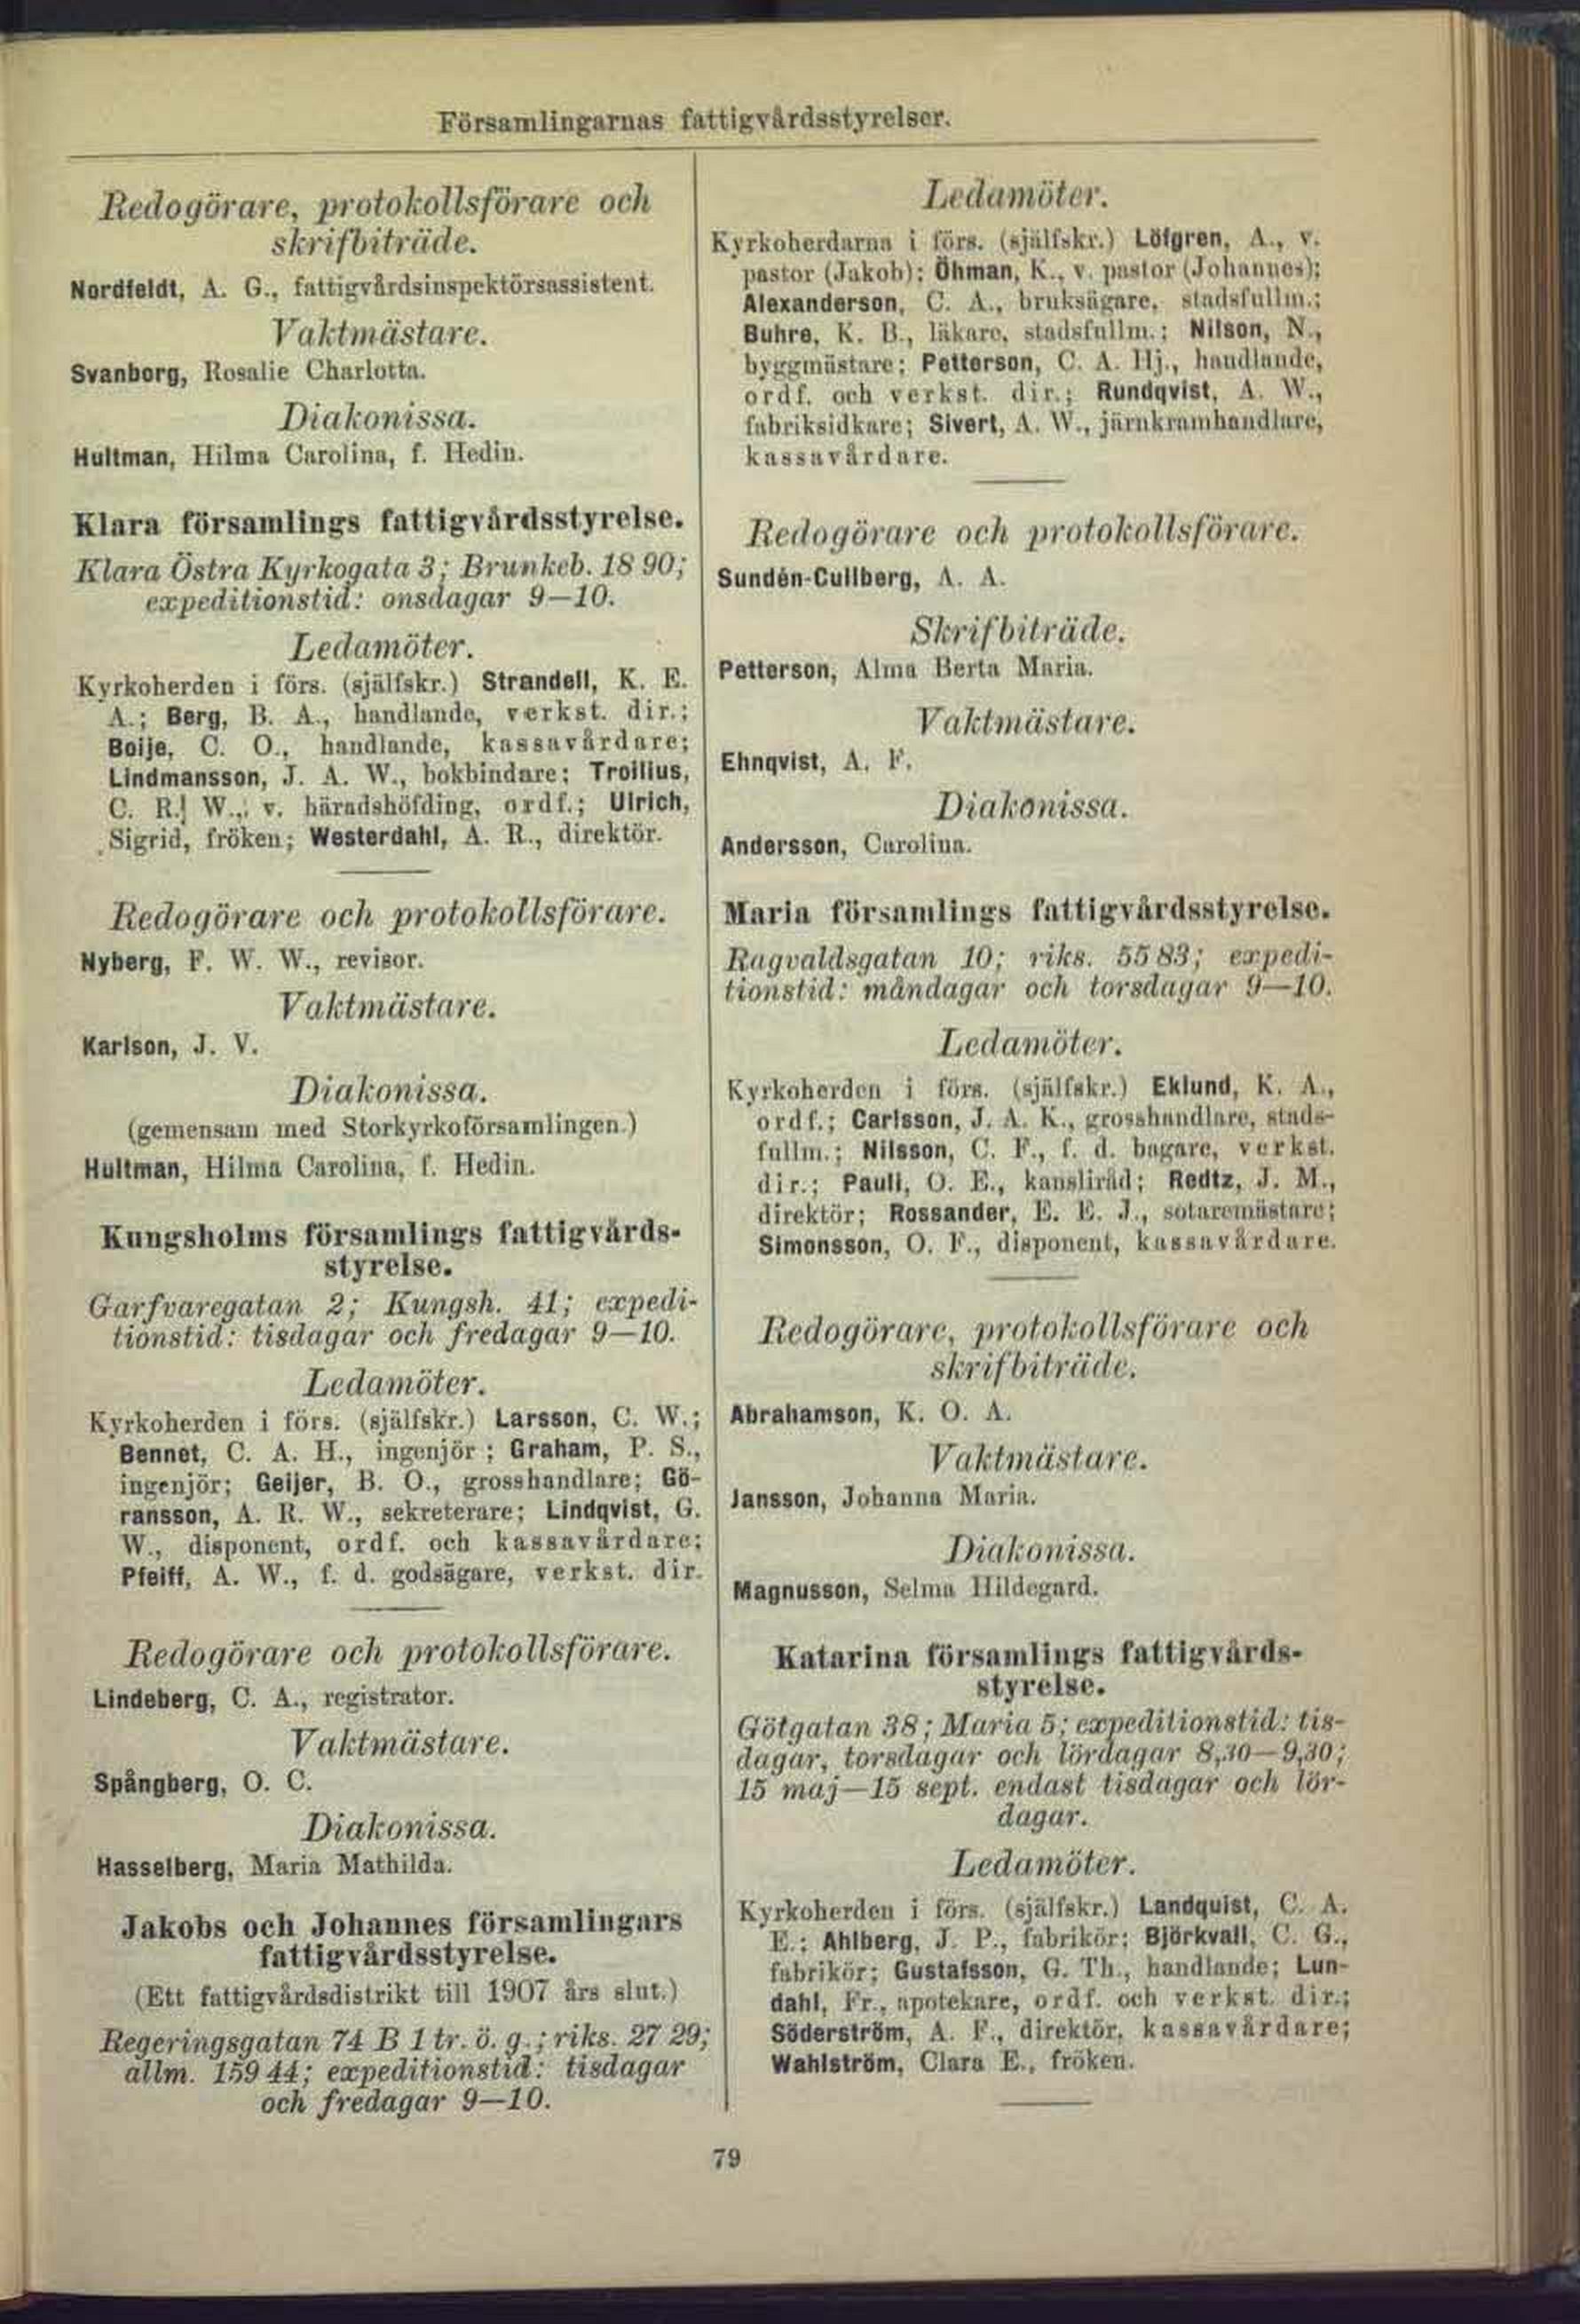 Församlingarnas fattigvårdsstyrelser.
Redogörare, protokollsförare och
skrifbiträde.
Nordfeldt, A. G., fattigvårdsinspektörsassistent.
Vaktmästare.
Svanborg, Rosalie Charlotta.
Diakonissa.
Hultman, Hilma Carolina, f. Hedin.
Klara församlings fattigvårdsstyrelse.
Klara Östra Kyrkogata 3; Brunkeb. 18 90;
expeditionstid: onsdagar 9—10.
Ledamöter.
Kyrkoherden i förs. (själfskr.) Strandell, K. E.
A.; Berg, B. A., handlande, verkst. dir.;
Boije, C. O., handlande, kassavårdare;
Lindmansson, J. A. W., bokbindare; Troilius,
C. R. W., v. häradshöfding, ordf.; Ulrich,
Sigrid, fröken; Westerdahl, A. R., direktör.
Redogörare och protokollsförare.
Nyberg, F. W. W., revisor.
Vaktmästare.
Karlson, J. V.
Diakonissa.
(gemensam med Storkyrkoförsamlingen.)
Hultman, Hilma Carolina, f. Hedin.
Kungsholms församlings fattigvårds-
styrelse.
Garfvaregatan 2; Kungsh. 41; expedi-
tionstid: tisdagar och fredagar 9—10.
Ledamöter.
Kyrkoherden i förs. (själfskr.) Larsson, C. W.;
Bennet, C. A. H., ingenjör; Graham, P. S.,
ingenjör; Geijer, B. O., grosshandlare; Gö-
ransson, A. R. W., sekreterare; Lindqvist, G.
W., disponent, ordf. och kassavårdare;
Pfeiff, A. W., f. d. godsägare, verkst. dir.
Redogörare och protokollsförare.
Lindeberg, C. A., registrator.
Vaktmästare.
Spångberg, O. C.
Diakonissa.
Hasselberg, Maria Mathilda.
Jakobs och Johannes församlingars
fattigvårdsstyrelse.
(Ett fattigvårdsdistrikt till 1907 års slut.)
Regeringsgatan 74 B 1 tr. ö. g.; riks. 27 29;
allm. 159 44; expeditionstid: tisdagar
och fredagar 9—10.
Ledamöter.
Kyrkoherdarna i förs. (själfskr.) Löfgren, A., v.
pastor (Jakob); Öhman, K., v. pastor (Johannes);
Alexanderson, C. A., bruksägare, stadsfullm.;
Buhre, K. B., läkare, stadsfullm.; Nilson, N.,
byggmästare; Petterson, C. A. Hj., handlande,
ordf. och verkst. dir.; Rundqvist, A. W.,
fabriksidkare; Sivert, A. W., järnkramhandlare,
kassavårdare.
Redogörare och protokollsförare.
Sundén-Cullberg, A. A.
Skrifbiträde.
Petterson, Alma Berta Maria.
Vaktmästare.
Ehnqvist, A. F.
Diakonissa.
Andersson, Carolina.
Maria församlings fattigvårdsstyrelse.
Ragvaldsgatan 10; riks. 55 83; expedi-
tionstid: måndagar och torsdagar 9—10.
Ledamöter.
Kyrkoherden i förs. (själfskr.) Eklund, K. A.,
ordf.; Carlsson, J. A. K., grosshandlare, stads-
fullm.; Nilsson, C. F., f. d. bagare, verkst.
dir.; Pauli, O. E., kansliråd; Redtz, J. M.,
direktör; Rossander, E. E. J., sotaremästare;
Simonsson, O. F., disponent, kassavårdare.
Redogörare, protokollsförare och
skrifbiträde.
Abrahamson, K. O. A.
Vaktmästare.
Jansson, Johanna Maria.
Diakonissa.
Magnusson, Selma Hildegard.
Katarina församlings fattigvårds-
styrelse.
Götgatan 38; Maria 5; expeditionstid: tis-
dagar, torsdagar och lördagar 8,30—9,30;
15 maj—15 sept. endast tisdagar och lör-
dagar.
Ledamöter.
Kyrkoherden i förs. (själfskr.) Landquist, C. A.
E.; Ahlberg, J. P., fabrikör; Björkvall, C. G.,
fabrikör; Gustafsson, G. Th., handlande; Lun-
dahl, Fr., apotekare, ordf. och verkst. dir.;
Söderström, A. F., direktör, kassavårdare;
Wahlström, Clara E., fröken.
79